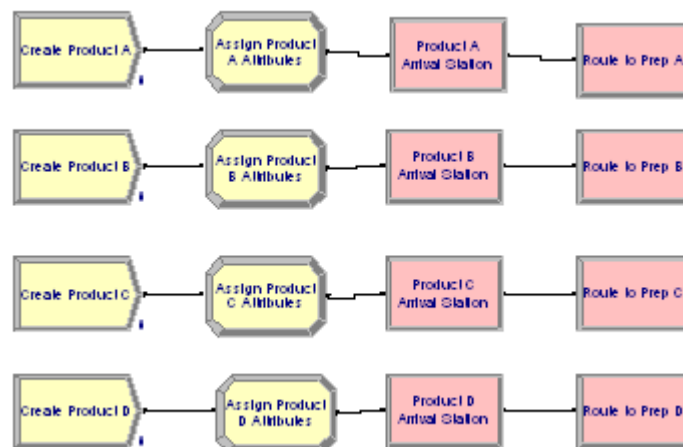 Create Product A
Assign Product
A Attributes
Product A
Arrival Station
Route to Prep A
Create Product B
Assign Product
B Attributes
Product B
Arrival Station
Route to Prep B
Create Product C
Assign Product
C Attributes
Product C
Arrival Station
Route to Prep C
Create Product D
Assign Product
D Attributes
Product D
Arrival Station
Route to Prep D